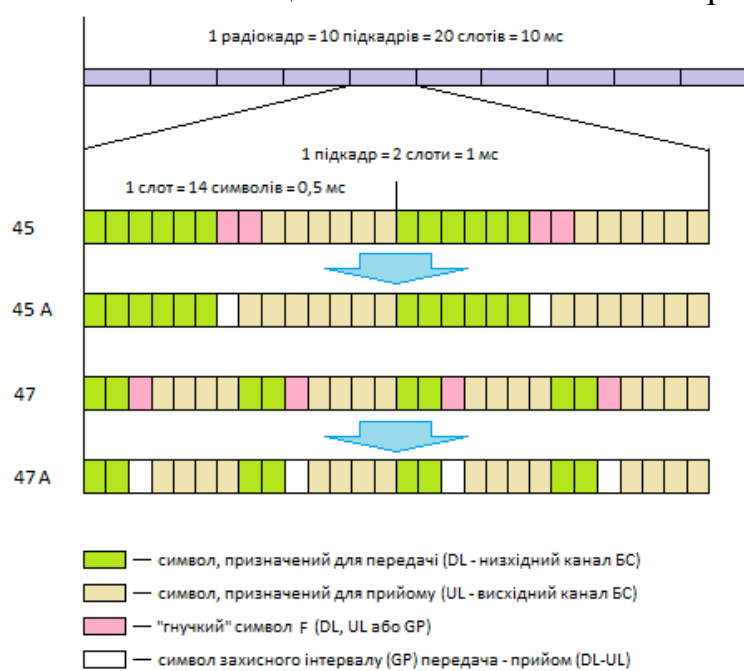 1 радіокадр = 10 підкадрів = 20 слотів = 10 мс
1 підкадр = 2 слоти = 1 мс
1 слот = 14 символів = 0,5 мс
45
45 А
47
47 А
— символ, призначений для передачі (DL - низхідний канал БС)
— символ, призначений для прийому (UL - висхідний канал БС)
— "гнучкий" символ F (DL, UL або GP)
— символ захисного інтервалу (GP) передача - прийом (DL-UL)